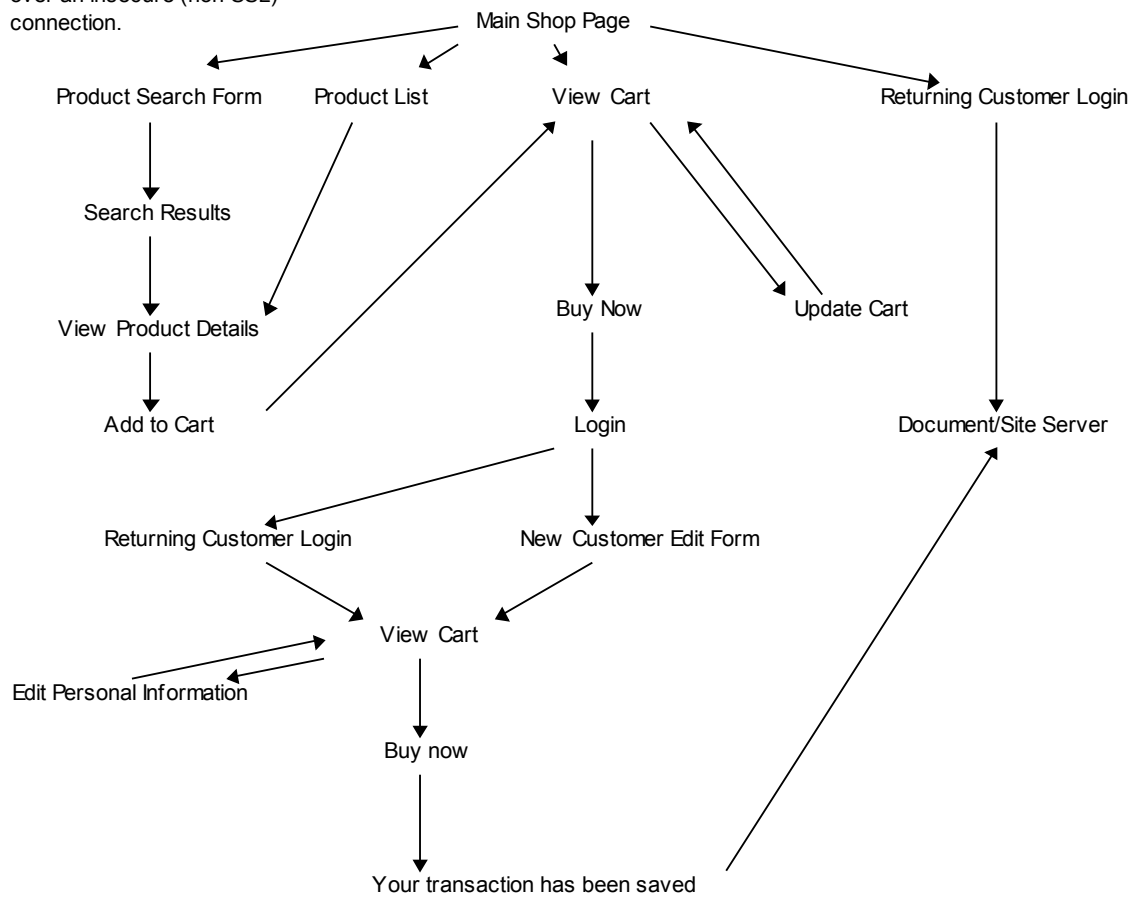 connection.
Main Shop Page
Product Search Form
Product List
View Cart
Returning Customer Login
Search Results
Buy Now
Update Cart
View Product Details
Add to Cart
Login
Document/Site Server
Returning Customer Login
New Customer Edit Form
View Cart
Edit Personal Information
Buy now
Your transaction has been saved